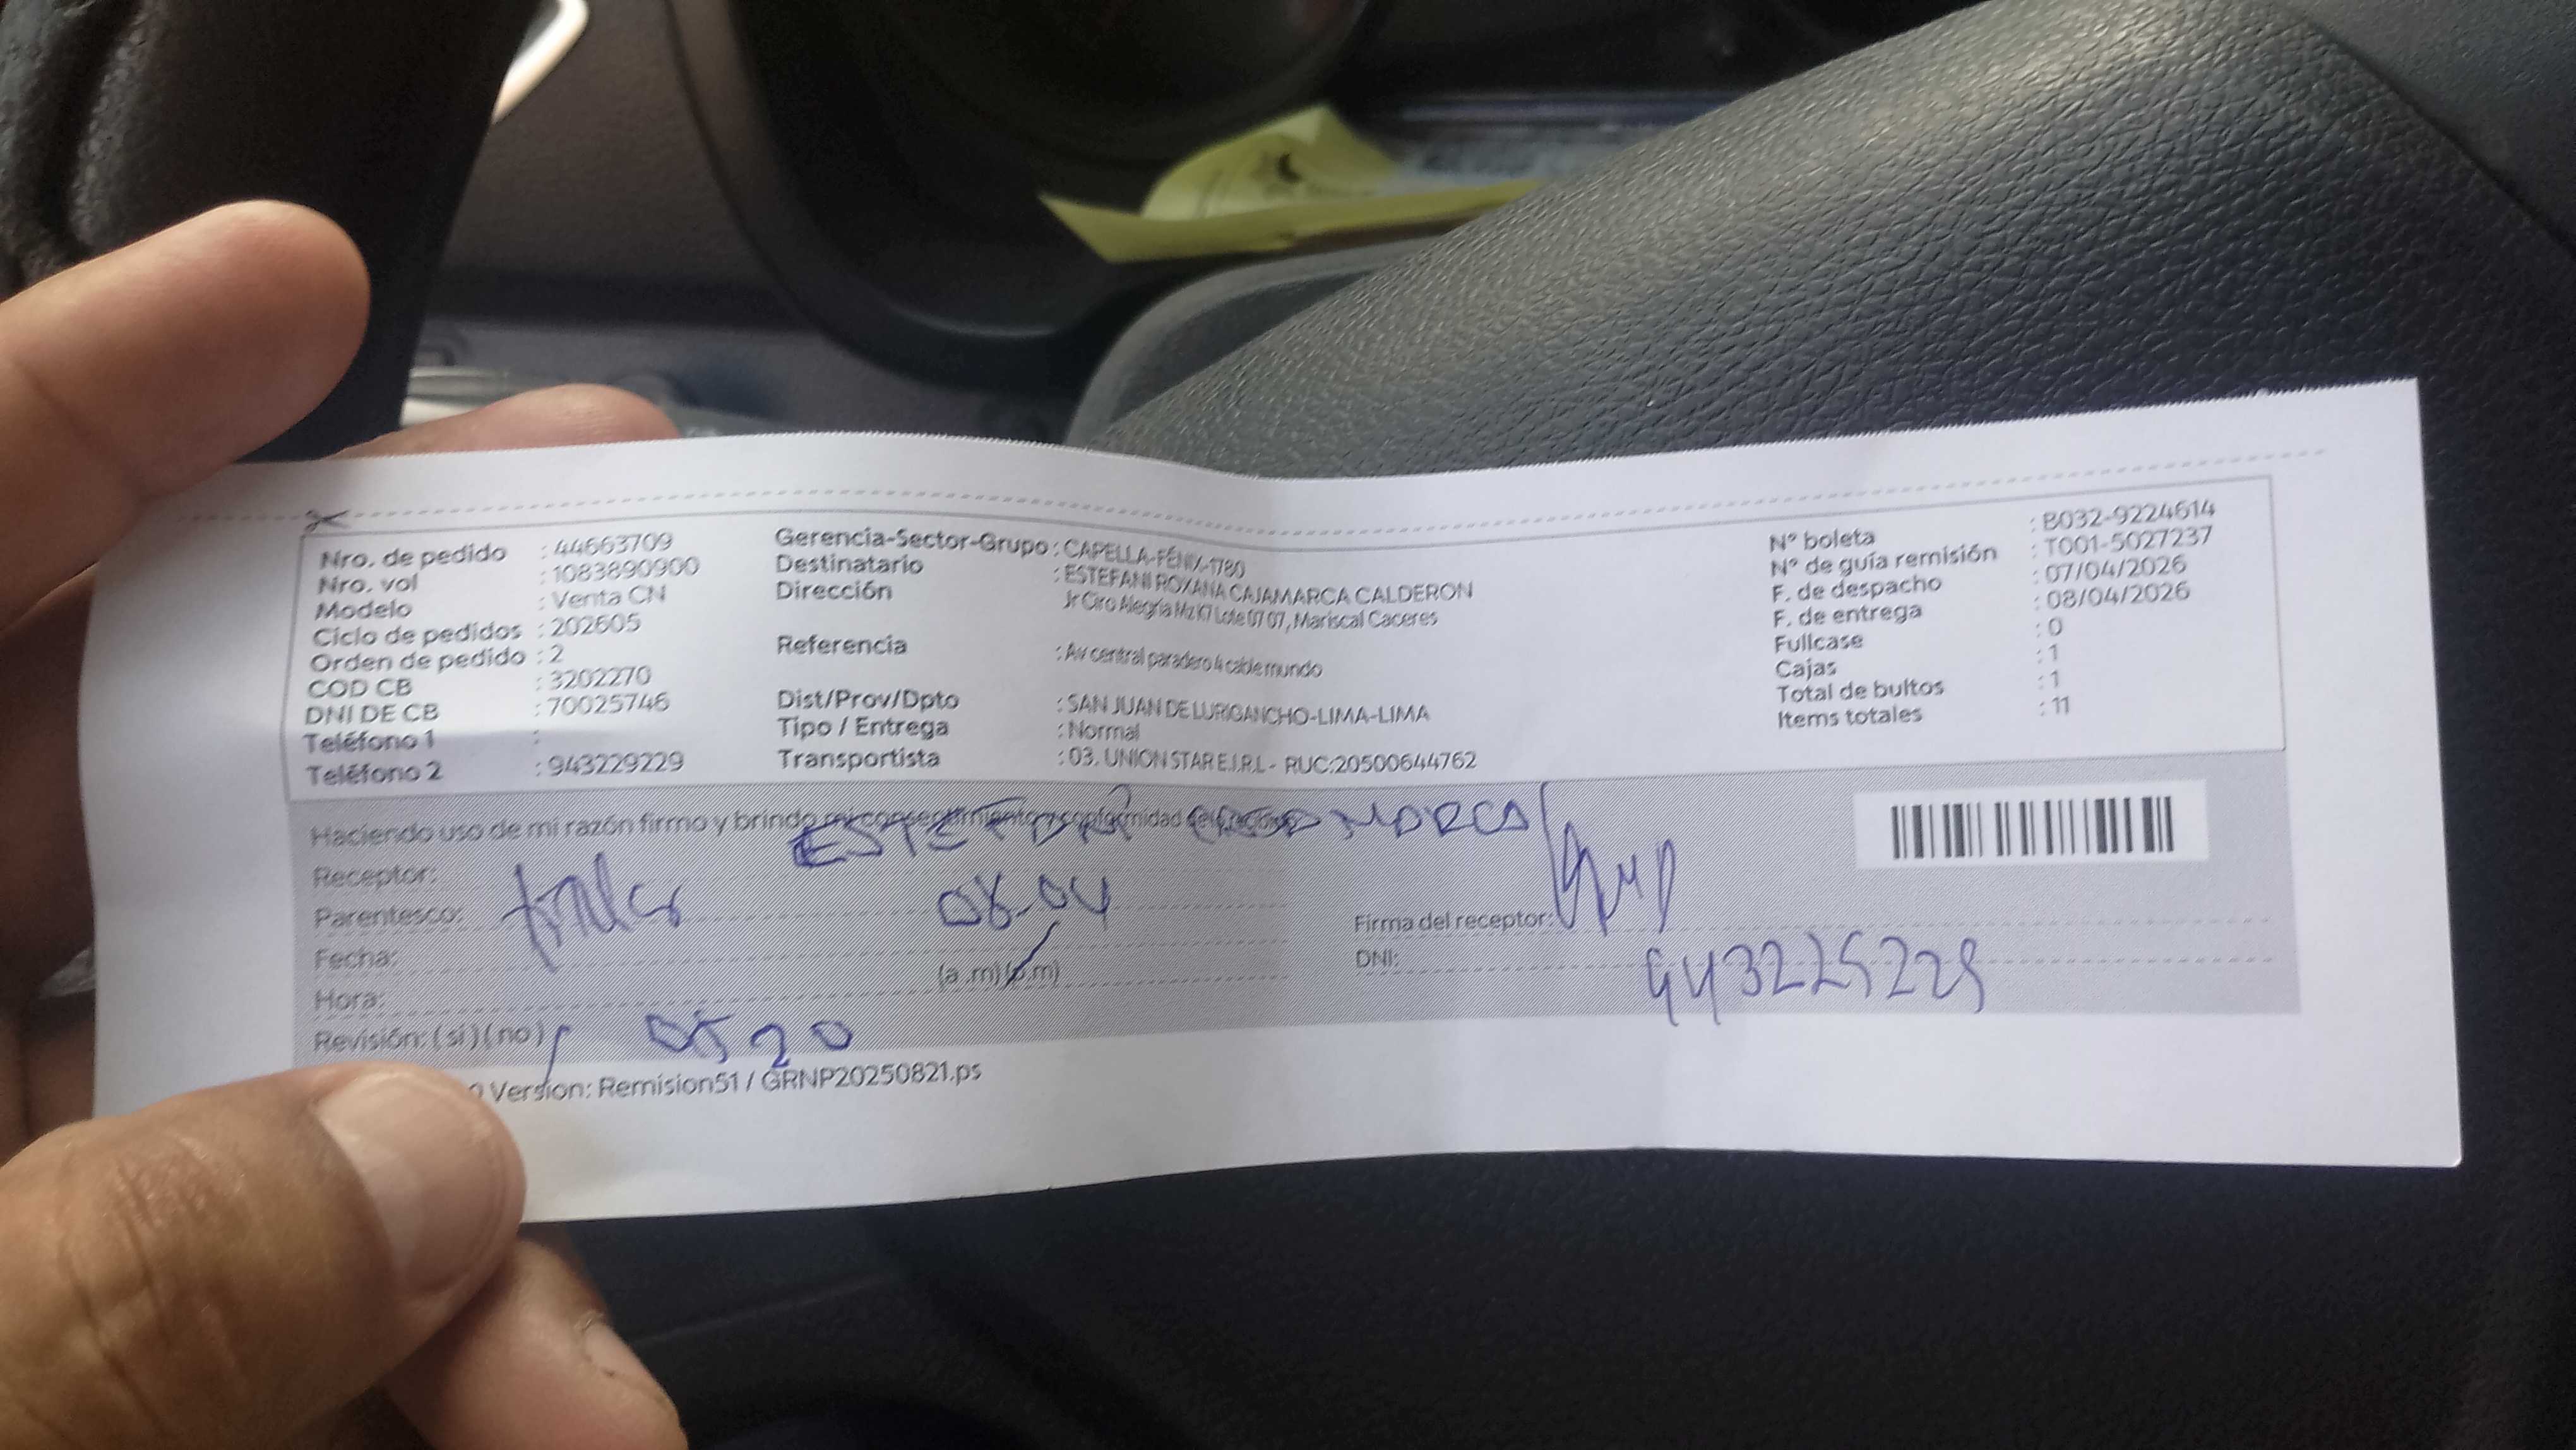 Nro. de pedido : 44663709
Nro. vol : 1083890900
Modelo : Venta CN
Ciclo de pedidos : 202605
Orden de pedido : 2
COD CB : 3202270
DNI DE CB : 70025746
Teléfono 1 :
Teléfono 2 : 943229229
Gerencia-Sector-Grupo : CAPELLA-FÉNIX-1780
Destinatario : ESTEFANI ROXANA CAJAMARCA CALDERON
Dirección : Jr Ciro Alegria Mz K7 Lote 07 07, Mariscal Caceres
Referencia : Av central paradero 4 cable mundo
Dist/Prov/Dpto : SAN JUAN DE LURIGANCHO-LIMA-LIMA
Tipo / Entrega : Normal
Transportista : 03. UNION STAR E.I.R.L - RUC:20500644762
N° boleta : B032-9224614
N° de guía remisión : T001-5027237
F. de despacho : 07/04/2026
F. de entrega : 08/04/2026
Fullcase : 0
Cajas : 1
Total de bultos : 1
Items totales : 11
Haciendo uso de mi razón firmo y brindo mi consentimiento y conformidad de lo recibido
Receptor: ESTEFANI
Parentesco:
Fecha: 08-04
Hora: (a.m)(p.m)
Revisión: (si)(no) 0520
Firma del receptor:
DNI: 943229229
Version: Remision51 / GRNP20250821.ps